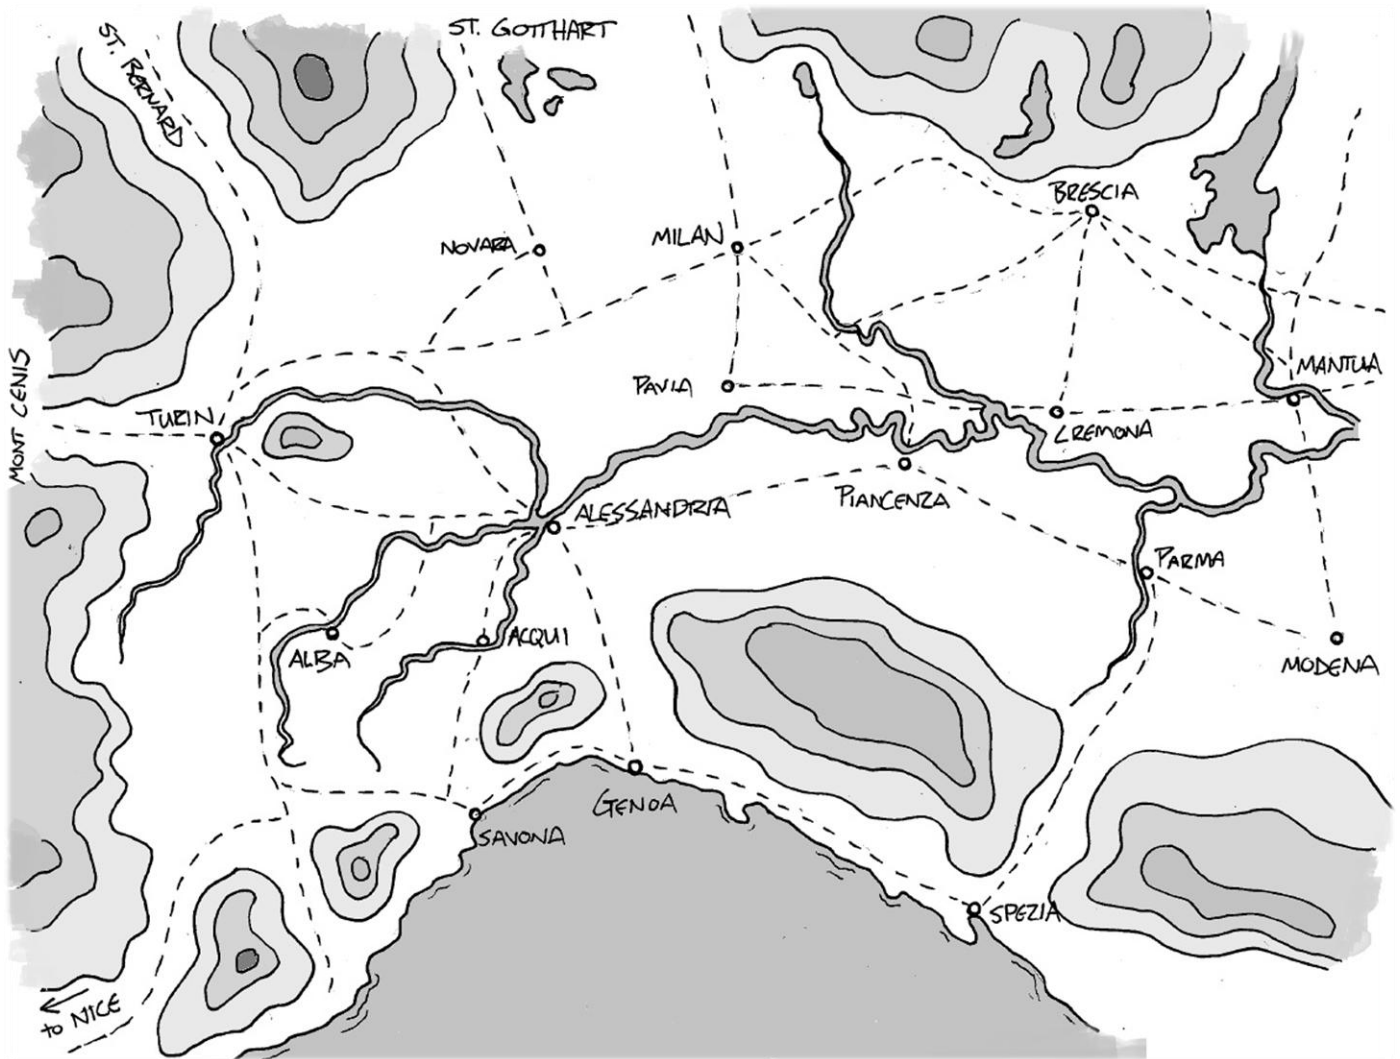 ST. GOTTHART
ST. BERNARD
BRESCIA
NOVARA
MILAN
MONT CENIS
MANTUA
PAVIA
TURIN
CREMONA
PIANCENZA
ALESSANDRIA
PARMA
ACQUI
ALBA
MODENA
GENOA
SAVONA
SPEZIA
to NICE